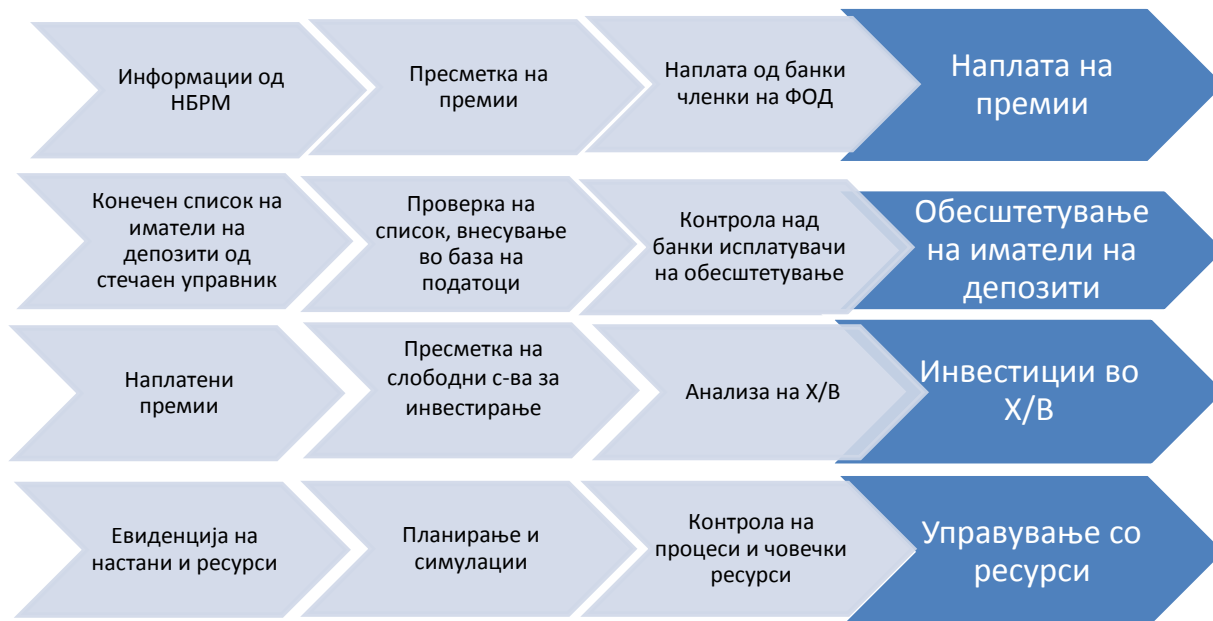 Информации од
НБРМ
Пресметка на
премии
Наплата од банки
членки на ФОД
Наплата на
премии
Конечен список на
иматели на
депозити од
стечаен управник
Проверка на
список, внесување
во база на
податоци
Контрола над
банки исплатувачи
на обесштетување
Обесштетување
на иматели на
депозити
Наплатени
премии
Пресметка на
слободни с-ва за
инвестирање
Анализа на Х/В
Инвестиции во
Х/В
Евиденција на
настани и ресурси
Планирање и
симулации
Контрола на
процеси и човечки
ресурси
Управување со
ресурси